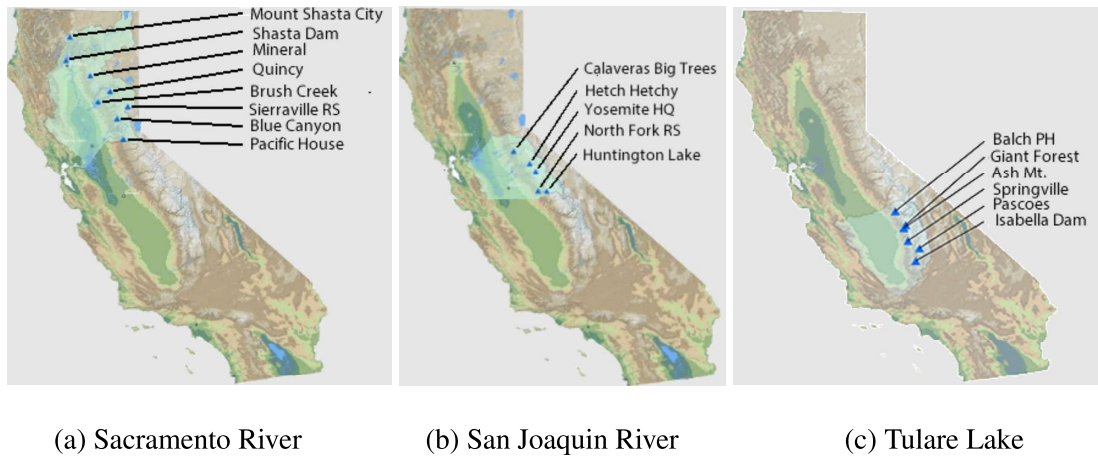 Mount Shasta City
Shasta Dam
Mineral
Quincy
Brush Creek
Sierraville RS
Blue Canyon
Pacific House
Calaveras Big Trees
Hetch Hetchy
Yosemite HQ
North Fork RS
Huntington Lake
Balch PH
Giant Forest
Ash Mt.
Springville
Pascoes
Isabella Dam
(a) Sacramento River
(b) San Joaquin River
(c) Tulare Lake